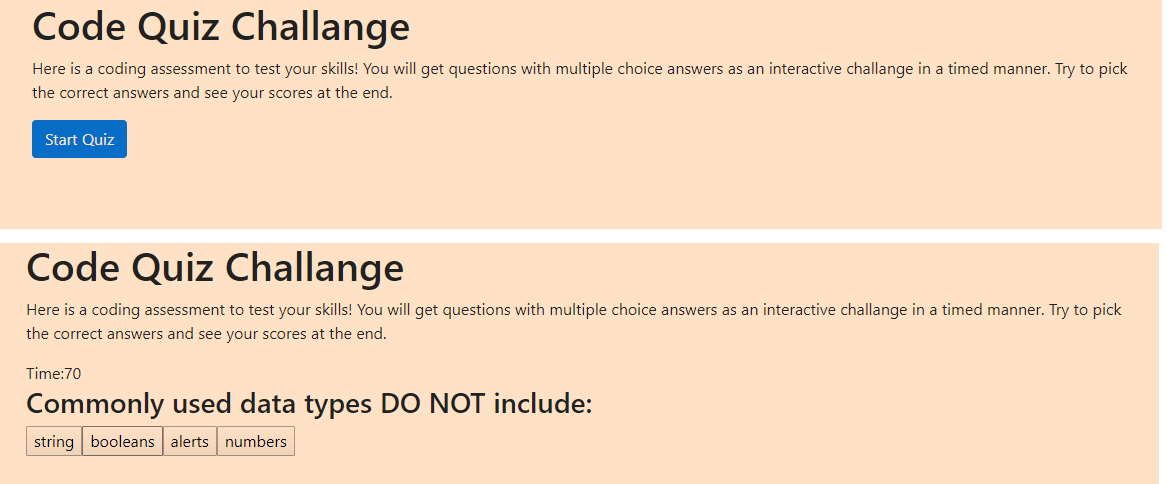 Code Quiz Challange
Here is a coding assessment to test your skills! You will get questions with multiple choice answers as an interactive challange in a timed manner. Try to pick
the correct answers and see your scores at the end.
Start Quiz
Code Quiz Challange
Here is a coding assessment to test your skills! You will get questions with multiple choice answers as an interactive challange in a timed manner. Try to pick
the correct answers and see your scores at the end.
Time:70
Commonly used data types DO NOT include:
string booleans alerts numbers